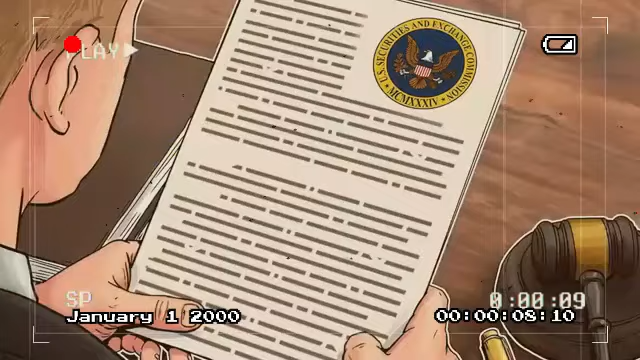 U.S. SECURITIES AND EXCHANGE COMMISSION
MCMXXXIV
PLAY
SP
0:00:09
January 1 2000
00:00:08:10